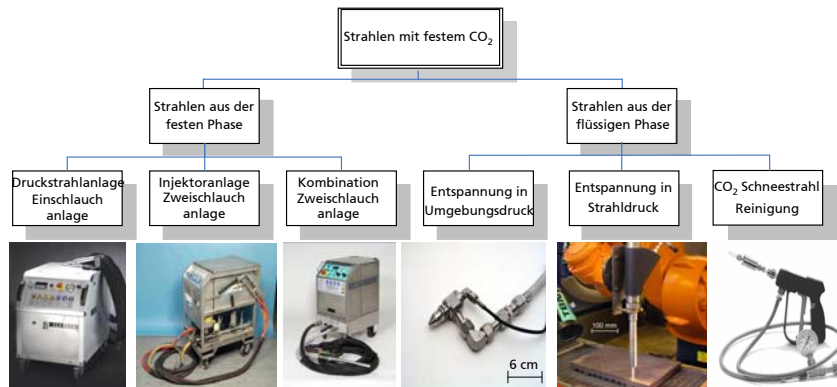 Strahlen mit festem CO₂
Strahlen aus der
festen Phase
Strahlen aus der
flüssigen Phase
Druckstrahlanlage
Einschlauch
anlage
Injektoranlage
Zweischlauch
anlage
Kombination
Zweischlauch
anlage
Entspannung in
Umgebungsdruck
Entspannung in
Strahldruck
CO₂ Schneestrahl
Reinigung
6 cm
100 mm